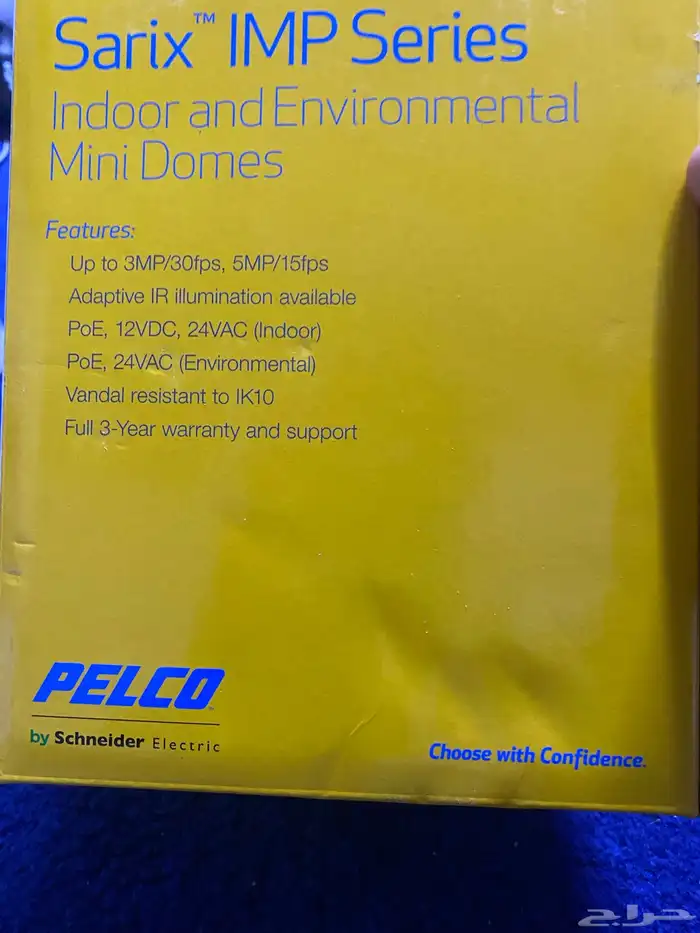 Sarix™ IMP Series
Indoor and Environmental
Mini Domes
Features:
Up to 3MP/30fps, 5MP/15fps
Adaptive IR illumination available
PoE, 12VDC, 24VAC (Indoor)
PoE, 24VAC (Environmental)
Vandal resistant to IK10
Full 3-Year warranty and support
PELCO™
by Schneider Electric
Choose with Confidence.
حراج